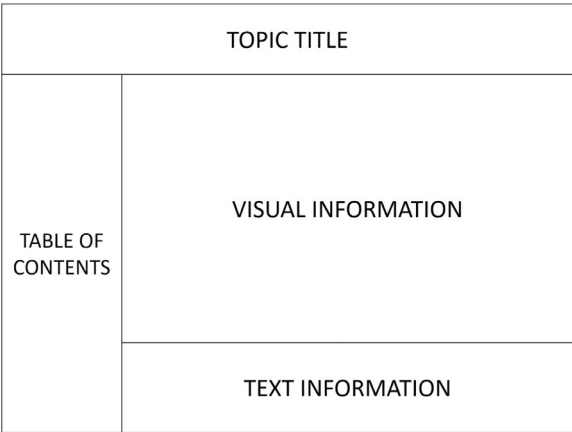 TOPIC TITLE
TABLE OF
CONTENTS
VISUAL INFORMATION
TEXT INFORMATION